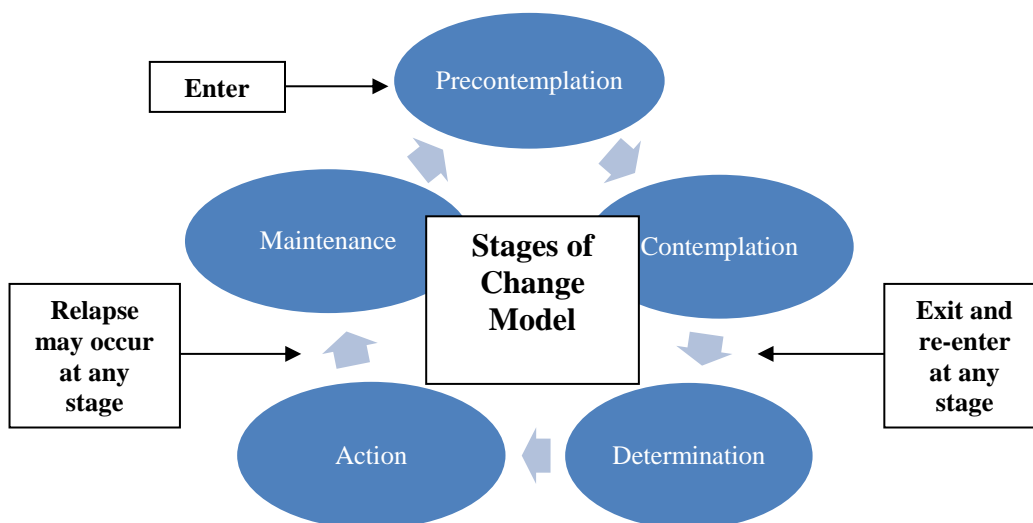 Precontemplation
Enter
Maintenance
Stages of
Change
Model
Contemplation
Relapse
may occur
at any
stage
Exit and
re-enter
at any
stage
Action
Determination